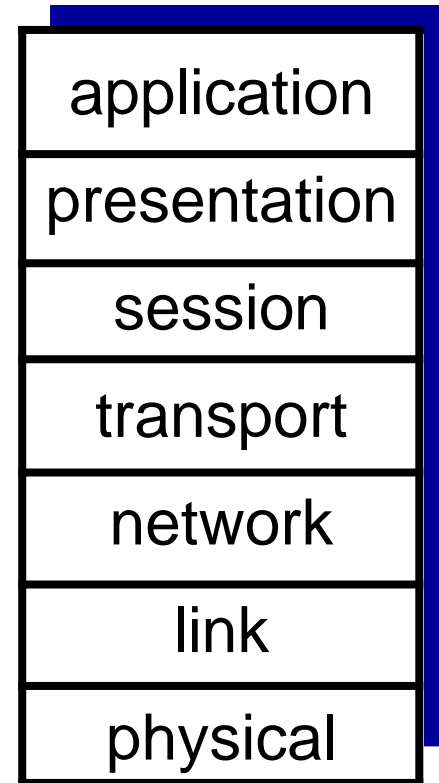 application
presentation
session
transport
network
link
physical